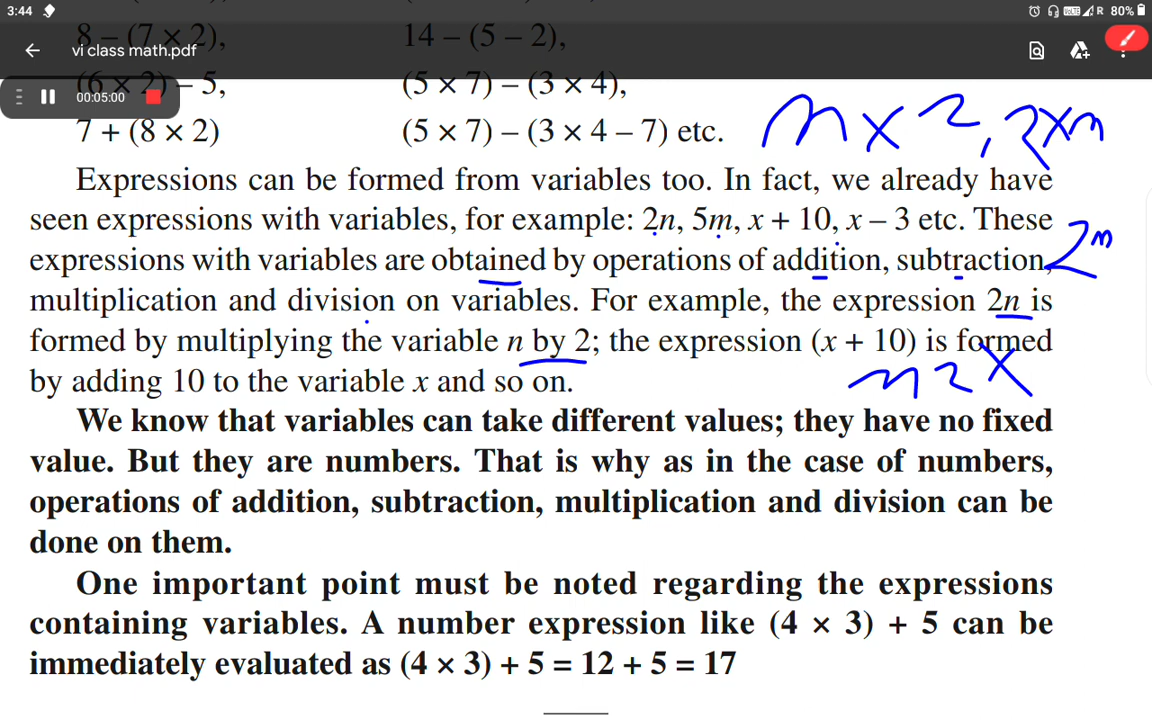 3:44 VoLTE R 80%
8 – (7 × 2), 14 – (5 – 2),
vi class math.pdf
(6 × 2) – 5, (5 × 7) – (3 × 4),
00:05:00
7 + (8 × 2) (5 × 7) – (3 × 4 – 7) etc. m × 2, 2×m
Expressions can be formed from variables too. In fact, we already have
seen expressions with variables, for example: 2n, 5m, x + 10, x – 3 etc. These
2m
expressions with variables are obtained by operations of addition, subtraction,
multiplication and division on variables. For example, the expression 2n is
formed by multiplying the variable n by 2; the expression (x + 10) is formed
by adding 10 to the variable x and so on. m2 ×
We know that variables can take different values; they have no fixed
value. But they are numbers. That is why as in the case of numbers,
operations of addition, subtraction, multiplication and division can be
done on them.
One important point must be noted regarding the expressions
containing variables. A number expression like (4 × 3) + 5 can be
immediately evaluated as (4 × 3) + 5 = 12 + 5 = 17